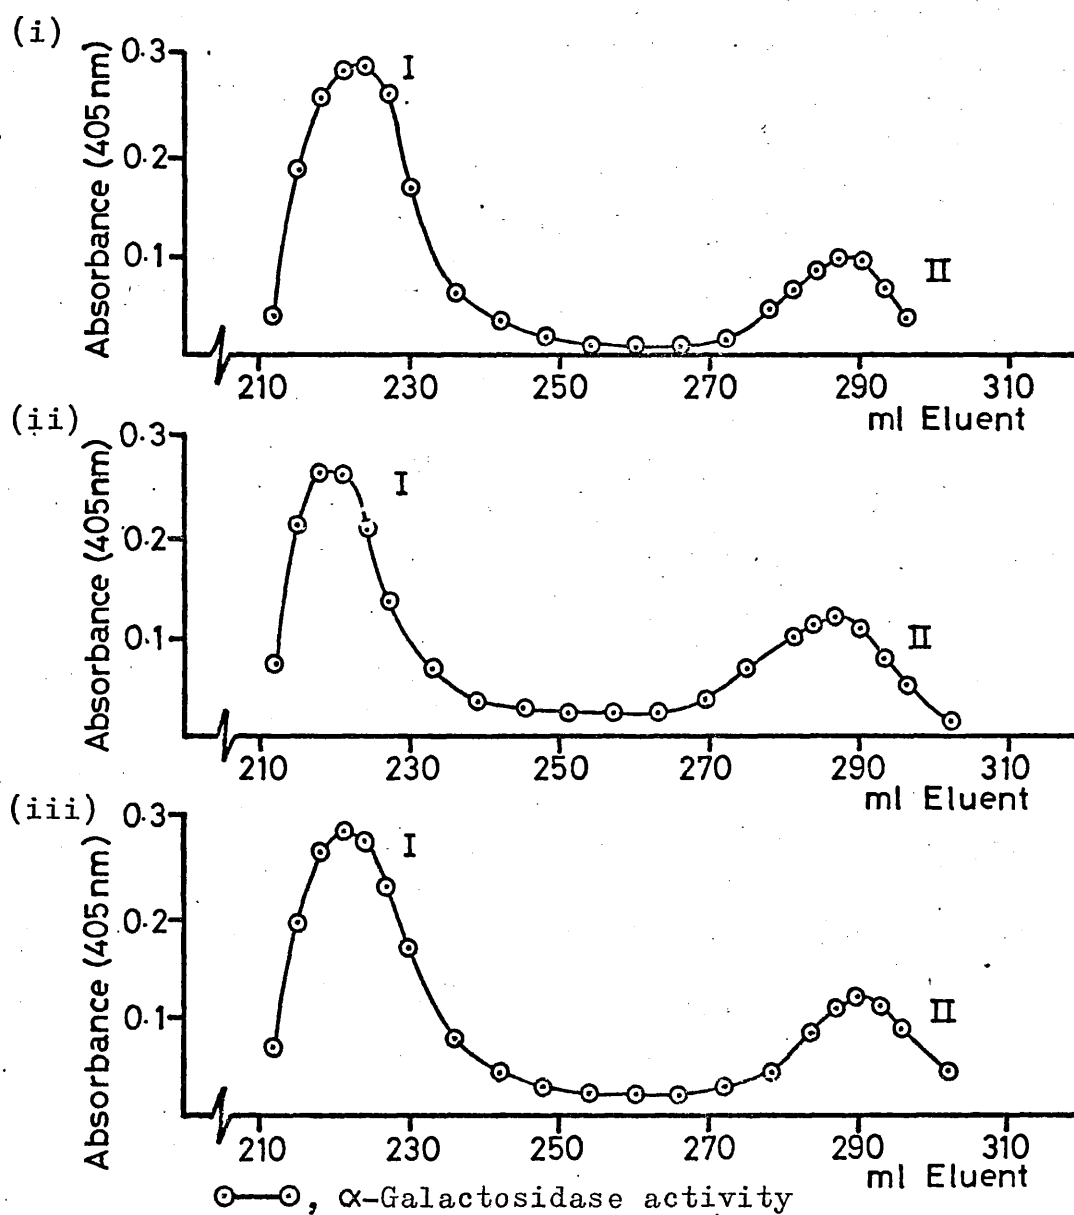 (i)
Absorbance (405nm)
0.3
0.2
0.1
I
II
210 230 250 270 290 310
ml Eluent
(ii)
Absorbance (405nm)
0.3
0.2
0.1
I
II
210 230 250 270 290 310
ml Eluent
(iii)
Absorbance (405nm)
0.3
0.2
0.1
I
II
210 230 250 270 290 310
ml Eluent
, α-Galactosidase activity